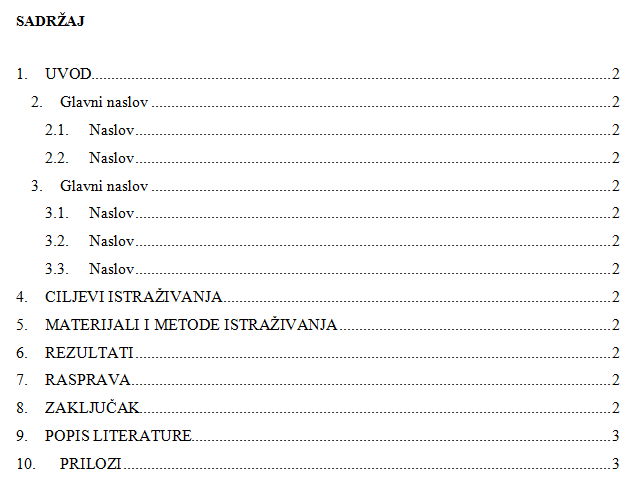 SADRŽAJ
1. UVOD.....2
2. Glavni naslov.....2
2.1. Naslov.....2
2.2. Naslov.....2
3. Glavni naslov.....2
3.1. Naslov.....2
3.2. Naslov.....2
3.3. Naslov.....2
4. CILJEVI ISTRAŽIVANJA.....2
5. MATERIJALI I METODE ISTRAŽIVANJA.....2
6. REZULTATI.....2
7. RASPRAVA.....2
8. ZAKLJUČAK.....2
9. POPIS LITERATURE.....3
10. PRILOZI.....3